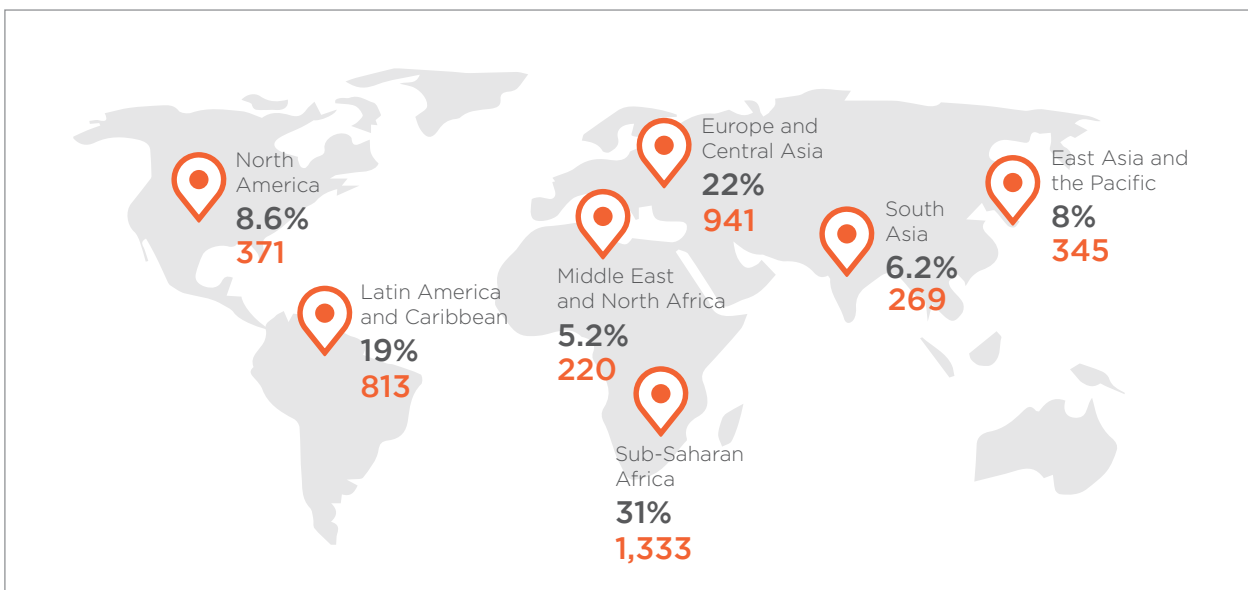 North
America
8.6%
371
Latin America
and Caribbean
19%
813
Europe and
Central Asia
22%
941
Middle East
and North Africa
5.2%
220
Sub-Saharan
Africa
31%
1,333
South
Asia
6.2%
269
East Asia and
the Pacific
8%
345